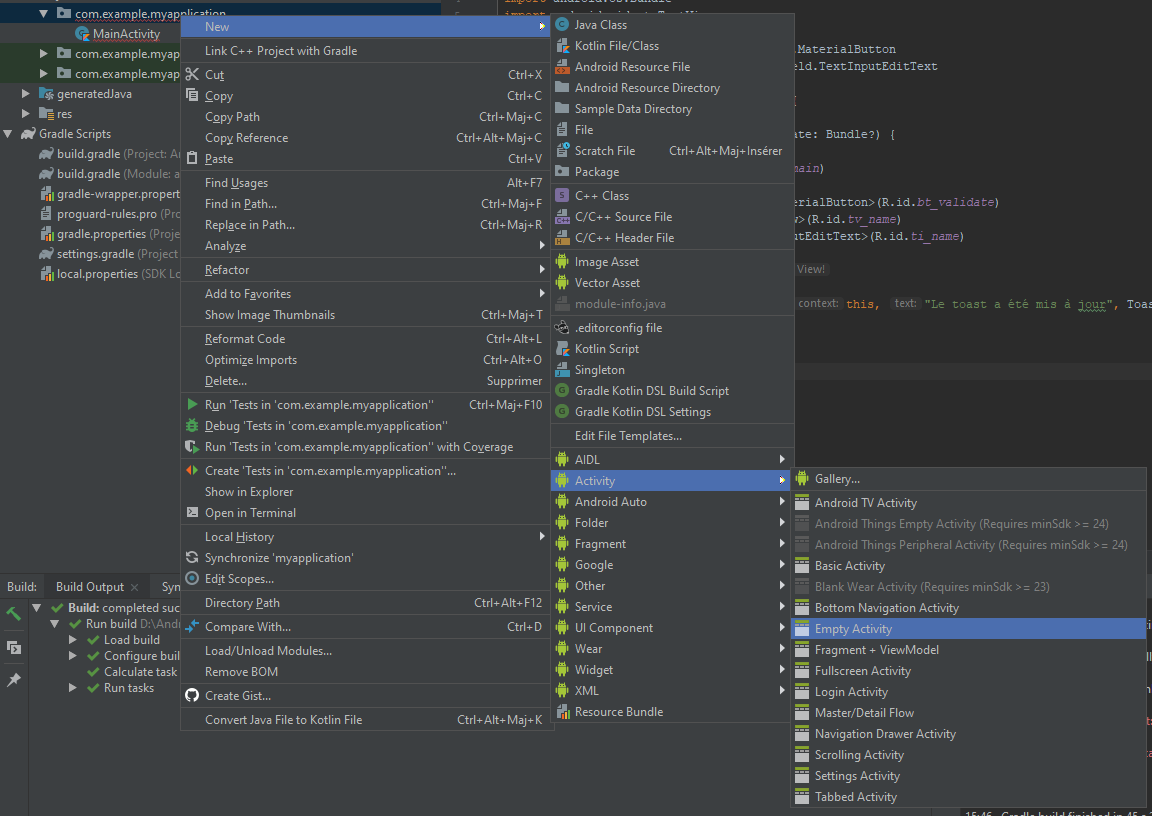 com.example.myapplication
MainActivity
com.example.myap
com.example.myap
generatedJava
res
Gradle Scripts
build.gradle (Project: A
build.gradle (Module: a
gradle-wrapper.propert
proguard-rules.pro (
gradle.properties (Proje
settings.gradle (Project
local.properties (SDK Lo
New
Link C++ Project with Gradle
Cut Ctrl+X
Copy Ctrl+C
Copy Path Ctrl+Maj+C
Copy Reference Ctrl+Alt+Maj+C
Paste Ctrl+V
Find Usages Alt+F7
Find in Path... Ctrl+Maj+F
Replace in Path... Ctrl+Maj+R
Analyze
Refactor
Add to Favorites
Show Image Thumbnails Ctrl+Maj+T
Reformat Code Ctrl+Alt+L
Optimize Imports Ctrl+Alt+O
Delete... Supprimer
Run 'Tests in 'com.example.myapplication'' Ctrl+Maj+F10
Debug 'Tests in 'com.example.myapplication''
Run 'Tests in 'com.example.myapplication'' with Coverage
Create 'Tests in 'com.example.myapplication''...
Show in Explorer
Open in Terminal
Local History
Synchronize 'myapplication'
Edit Scopes...
Directory Path Ctrl+Alt+F12
Compare With... Ctrl+D
Load/Unload Modules...
Remove BOM
Create Gist...
Convert Java File to Kotlin File Ctrl+Alt+Maj+K
Java Class
Kotlin File/Class
Android Resource File
Android Resource Directory
Sample Data Directory
File
Scratch File Ctrl+Alt+Maj+Insérer
Package
C++ Class
C/C++ Source File
C/C++ Header File
Image Asset
Vector Asset
module-info.java
.editorconfig file
Kotlin Script
Singleton
Gradle Kotlin DSL Build Script
Gradle Kotlin DSL Settings
Edit File Templates...
AIDL
Activity
Android Auto
Folder
Fragment
Google
Other
Service
UI Component
Wear
Widget
XML
Resource Bundle
Gallery...
Android TV Activity
Android Things Empty Activity (Requires minSdk >= 24)
Android Things Peripheral Activity (Requires minSdk >= 24)
Basic Activity
Blank Wear Activity (Requires minSdk >= 23)
Bottom Navigation Activity
Empty Activity
Fragment + ViewModel
Fullscreen Activity
Login Activity
Master/Detail Flow
Navigation Drawer Activity
Scrolling Activity
Settings Activity
Tabbed Activity
.MaterialButton
eld.TextInputEditText
{
ate: Bundle?) {
main)
erialButton>(R.id.bt_validate)
w>(R.id.tv_name)
utEditText>(R.id.ti_name)
View!
context: this, text: "Le toast a été mis à jour", Toas
Build: Build Output × Syn
Build: completed suc
Run build D:\Andr
Load build
Configure buil
Calculate task
Run tasks